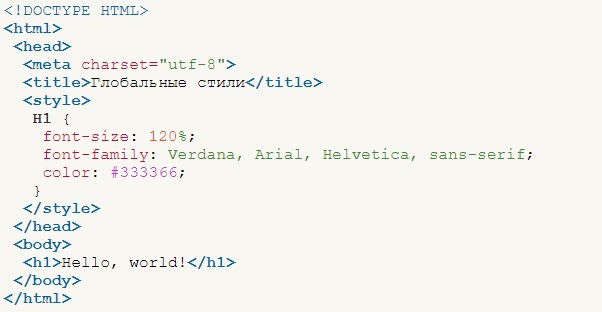 <!DOCTYPE HTML>
<html>
<head>
<meta charset="utf-8">
<title>Глобальные стили</title>
<style>
H1 {
font-size: 120%;
font-family: Verdana, Arial, Helvetica, sans-serif;
color: #333366;
}
</style>
</head>
<body>
<h1>Hello, world!</h1>
</body>
</html>